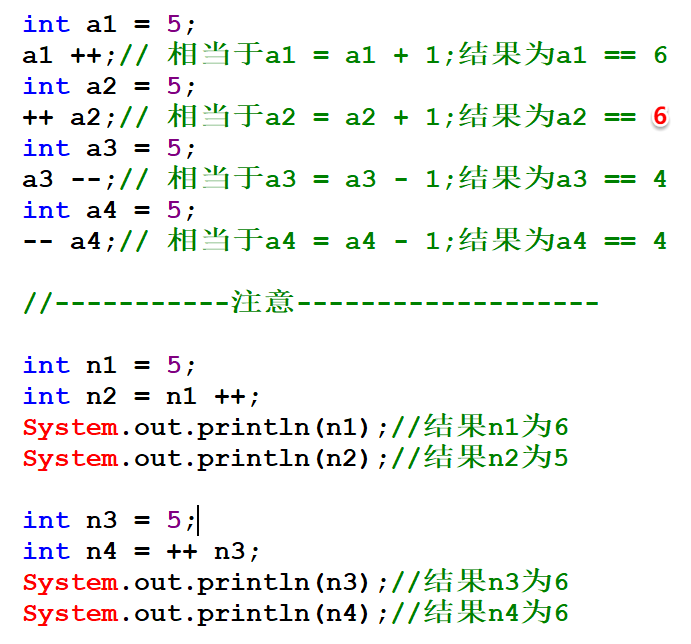 int a1 = 5;
a1 ++;// 相当于a1 = a1 + 1;结果为a1 == 6
int a2 = 5;
++ a2;// 相当于a2 = a2 + 1;结果为a2 == 6
int a3 = 5;
a3 --;// 相当于a3 = a3 - 1;结果为a3 == 4
int a4 = 5;
-- a4;// 相当于a4 = a4 - 1;结果为a4 == 4
//-----------注意-------------------
int n1 = 5;
int n2 = n1 ++;
System.out.println(n1);//结果n1为6
System.out.println(n2);//结果n2为5
int n3 = 5;
int n4 = ++ n3;
System.out.println(n3);//结果n3为6
System.out.println(n4);//结果n4为6